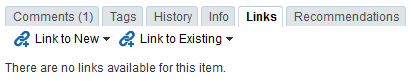 Comments (1) Tags History Info Links Recommendations
Link to New Link to Existing
There are no links available for this item.